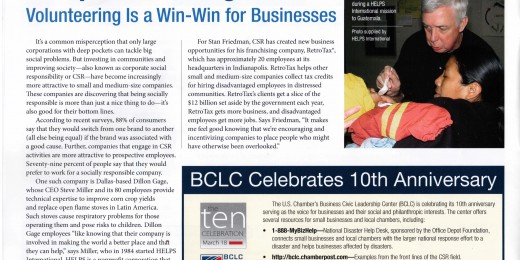 during a HELPS
International mission
to Guatemala.
Photo supplied by
HELPS International
Volunteering Is a Win-Win for Businesses
It's a common misperception that only large
corporations with deep pockets can tackle big
social problems. But investing in communities and
improving society—also known as corporate social
responsibility or CSR—have become increasingly
more attractive to small and medium-size companies.
These companies are discovering that being socially
responsible is more than just a nice thing to do—it's
also good for their bottom lines.
According to recent surveys, 88% of consumers
say that they would switch from one brand to another
(all else being equal) if the brand was associated with
a good cause. Further, companies that engage in CSR
activities are more attractive to prospective employees.
Seventy-nine percent of people say that they would
prefer to work for a socially responsible company.
One such company is Dallas-based Dillon Gage,
whose CEO Steve Miller and its 80 employees provide
technical expertise to improve corn crop yields
and replace open flame stoves in Latin America.
Such stoves cause respiratory problems for those
operating them and pose risks to children. Dillon
Gage employees "like knowing that their company is
involved in making the world a better place and that
they can help," says Miller, who in 1984 started HELPS
For Stan Friedman, CSR has created new business
opportunities for his franchising company, RetroTax®,
which has approximately 20 employees at its
headquarters in Indianapolis. RetroTax helps other
small and medium-size companies collect tax credits
for hiring disadvantaged employees in distressed
communities. RetroTax's clients get a slice of the
$12 billion set aside by the government each year,
RetroTax gets more business, and disadvantaged
employees get more jobs. Says Friedman, "It makes
me feel good knowing that we're encouraging and
incentivizing companies to place people who might
have otherwise been overlooked."
BCLC Celebrates 10th Anniversary
the
ten
CELEBRATION
March 18
BCLC
The U.S. Chamber's Business Civic Leadership Center (BCLC) is celebrating its 10th anniversary
serving as the voice for businesses and their social and philanthropic interests. The center offers
several resources for small businesses and local chambers, including:
• 1-888-MyBizHelp—National Disaster Help Desk, sponsored by the Office Depot Foundation,
connects small business and local chambers with the larger national response effort to a
disaster and helps businesses affected by disasters.
• http://bclc.chamberpost.com—Examples from the front lines of the CSR field.